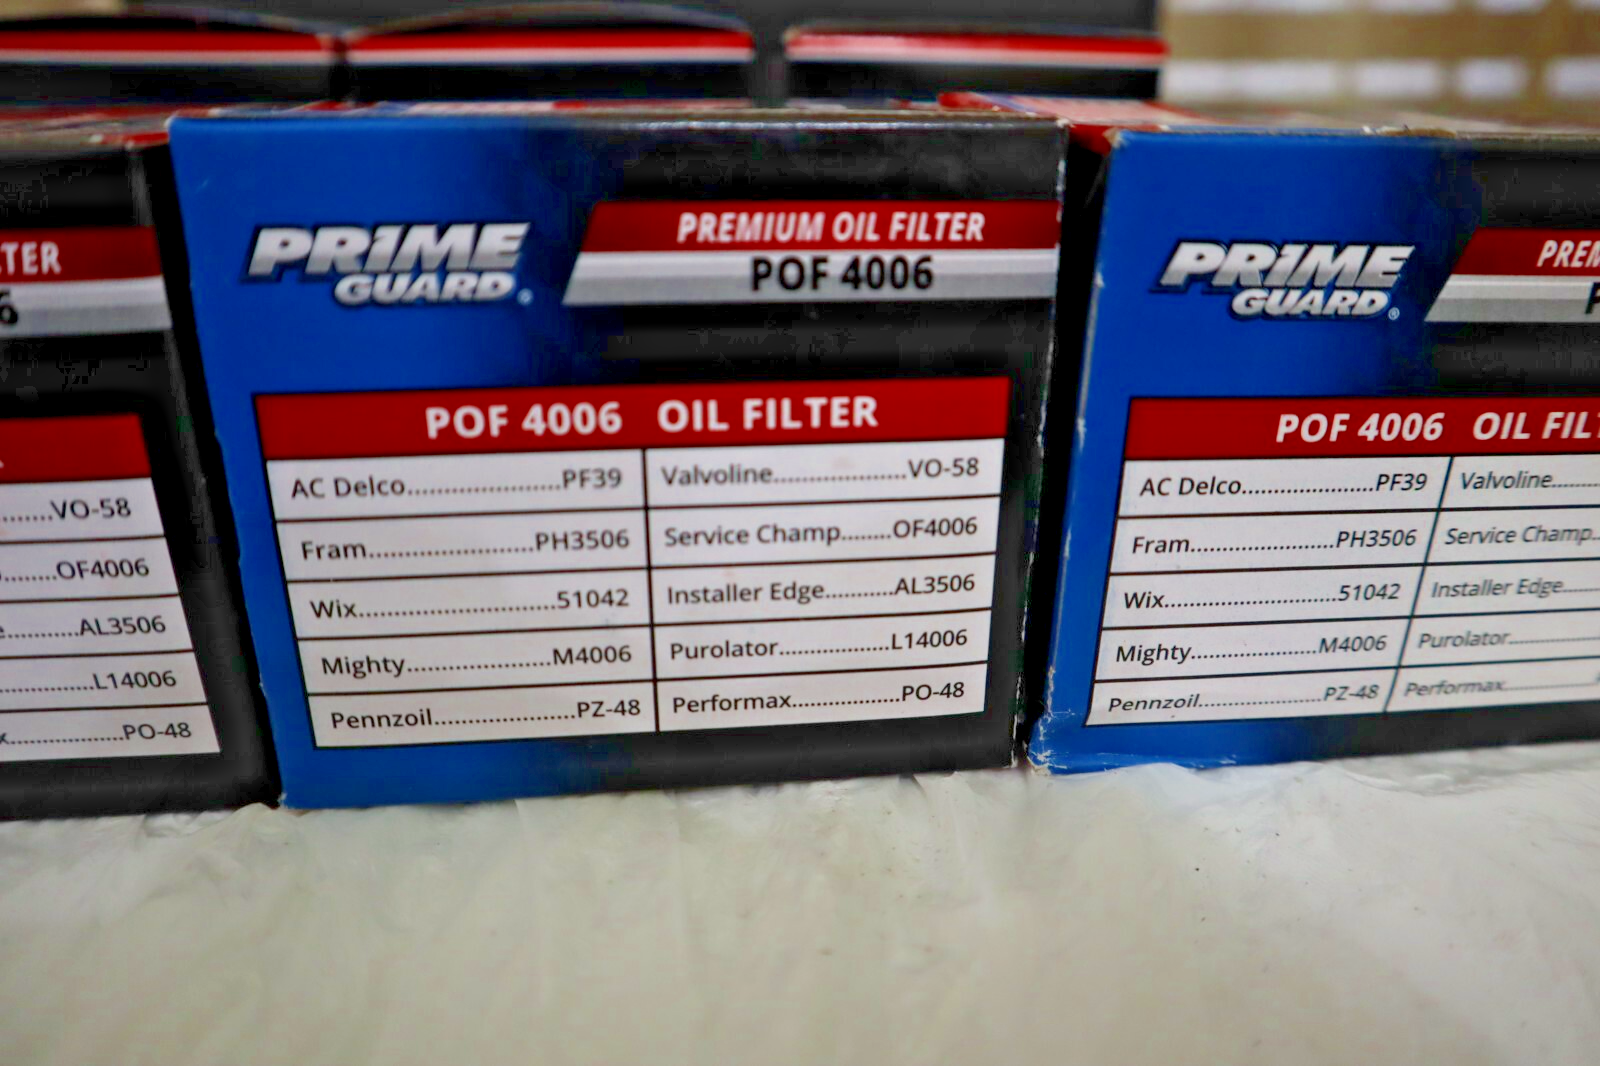 TER
6
VO-58
OF4006
AL3506
L14006
PO-48
PRIME
GUARD®
PREMIUM OIL FILTER
POF 4006
POF 4006 OIL FILTER
AC Delco......................PF39 Valvoline...................VO-58
Fram........................PH3506 Service Champ........OF4006
Wix.............................51042 Installer Edge..........AL3506
Mighty.....................M4006 Purolator................L14006
Pennzoil.....................PZ-48 Performax................PO-48
PRIME
GUARD®
POF 4006 OIL
AC Delco....................PF39 Valvoline
Fram......................PH3506 Service Champ
Wix..........................51042 Installer Edge
Mighty...................M4006 Purolator
Pennzoil...................PZ-48 Performax